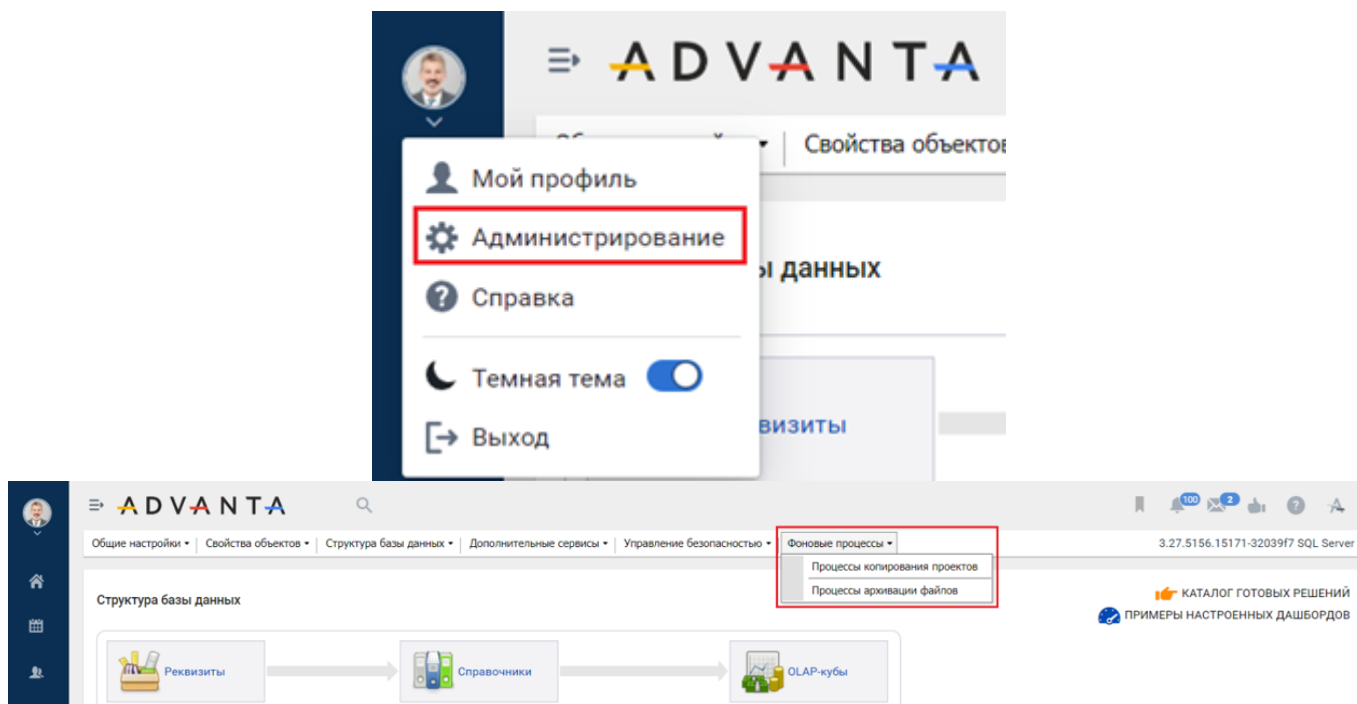 ADVANTA
Свойства объектов
Мой профиль
Администрирование
ы данных
Справка
Темная тема
визиты
Выход
ADVANTA
100
2
Общие настройки
Свойства объектов
Структура базы данных
Дополнительные сервисы
Управление безопасностью
Фоновые процессы
3.27.5156.15171-32039f7 SQL Server
Процессы копирования проектов
Процессы архивации файлов
КАТАЛОГ ГОТОВЫХ РЕШЕНИЙ
Структура базы данных
ПРИМЕРЫ НАСТРОЕННЫХ ДАШБОРДОВ
Реквизиты
Справочники
OLAP-кубы